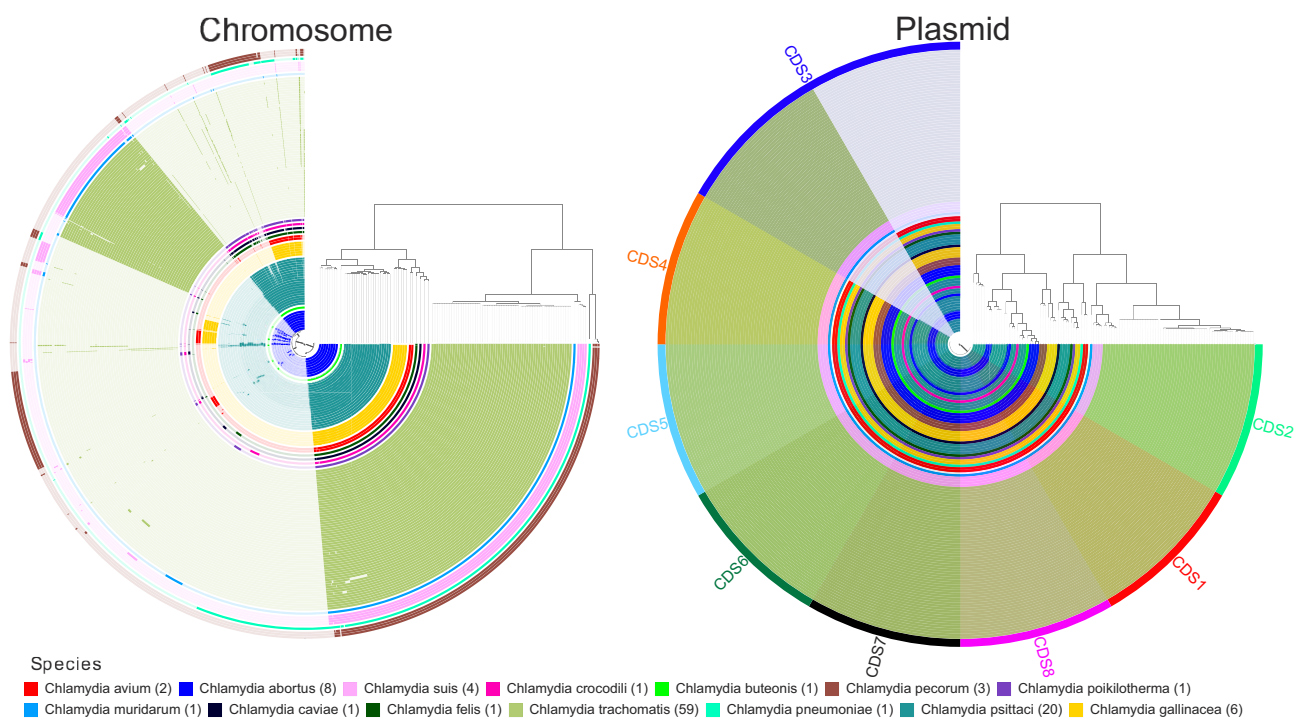 Chromosome
Plasmid
CDS3
CDS4
CDS5
CDS2
CDS6
CDS1
CDS7
CDS8
Species
Chlamydia avium (2) Chlamydia abortus (8) Chlamydia suis (4) Chlamydia crocodili (1) Chlamydia buteonis (1) Chlamydia pecorum (3) Chlamydia poikilotherma (1)
Chlamydia muridarum (1) Chlamydia caviae (1) Chlamydia felis (1) Chlamydia trachomatis (59) Chlamydia pneumoniae (1) Chlamydia psittaci (20) Chlamydia gallinacea (6)